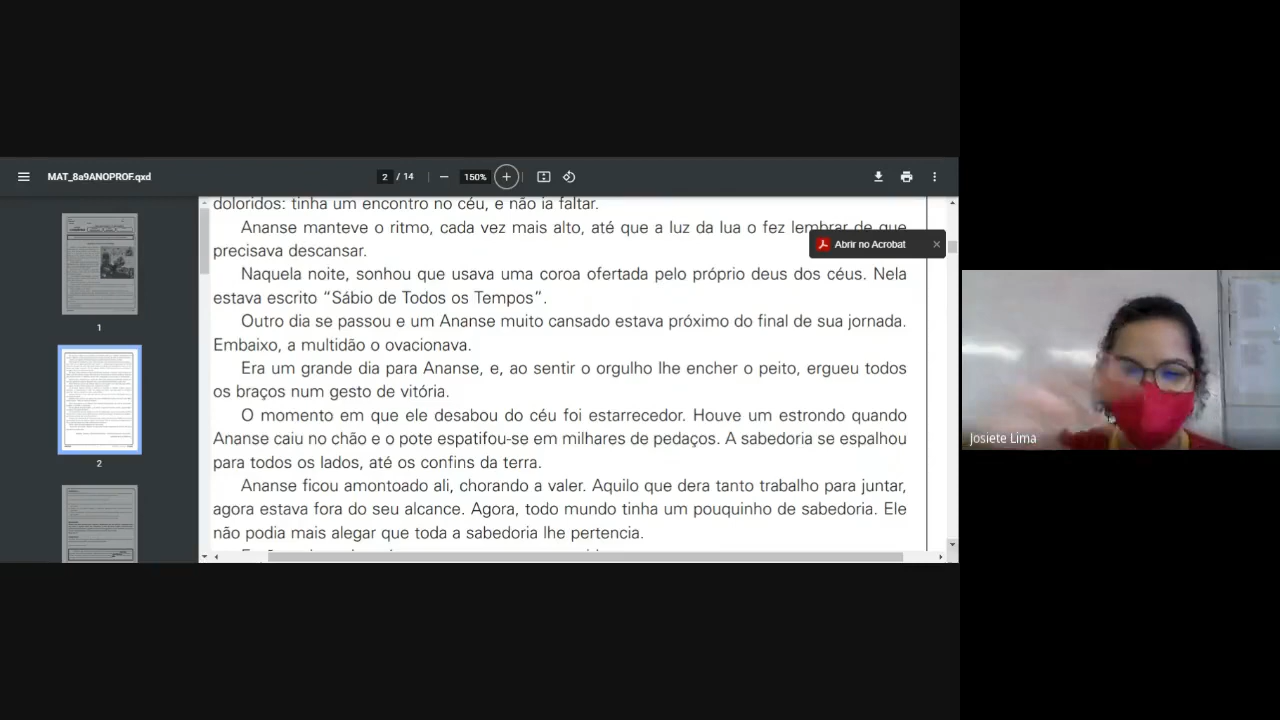 MAT_8a9ANOPROF.qxd
2 / 14
150%
doloridos: tinha um encontro no céu, e não ia faltar.
Ananse manteve o ritmo, cada vez mais alto, até que a luz da lua o fez lembrar de que
precisava descansar.
Abrir no Acrobat
Naquela noite, sonhou que usava uma coroa ofertada pelo próprio deus dos céus. Nela
estava escrito “Sábio de Todos os Tempos”.
Outro dia se passou e um Ananse muito cansado estava próximo do final de sua jornada.
Embaixo, a multidão o ovacionava.
Era um grande dia para Ananse, e, ao sentir o orgulho lhe encher o peito, ergueu todos
os braços num gesto de vitória.
O momento em que ele desabou do céu foi estarrecedor. Houve um estrondo quando
Ananse caiu no chão e o pote espatifou-se em milhares de pedaços. A sabedoria se espalhou
para todos os lados, até os confins da terra.
Ananse ficou amontoado ali, chorando a valer. Aquilo que dera tanto trabalho para juntar,
agora estava fora do seu alcance. Agora, todo mundo tinha um pouquinho de sabedoria. Ele
não podia mais alegar que toda a sabedoria lhe pertencia.
1
2
Josiete Lima